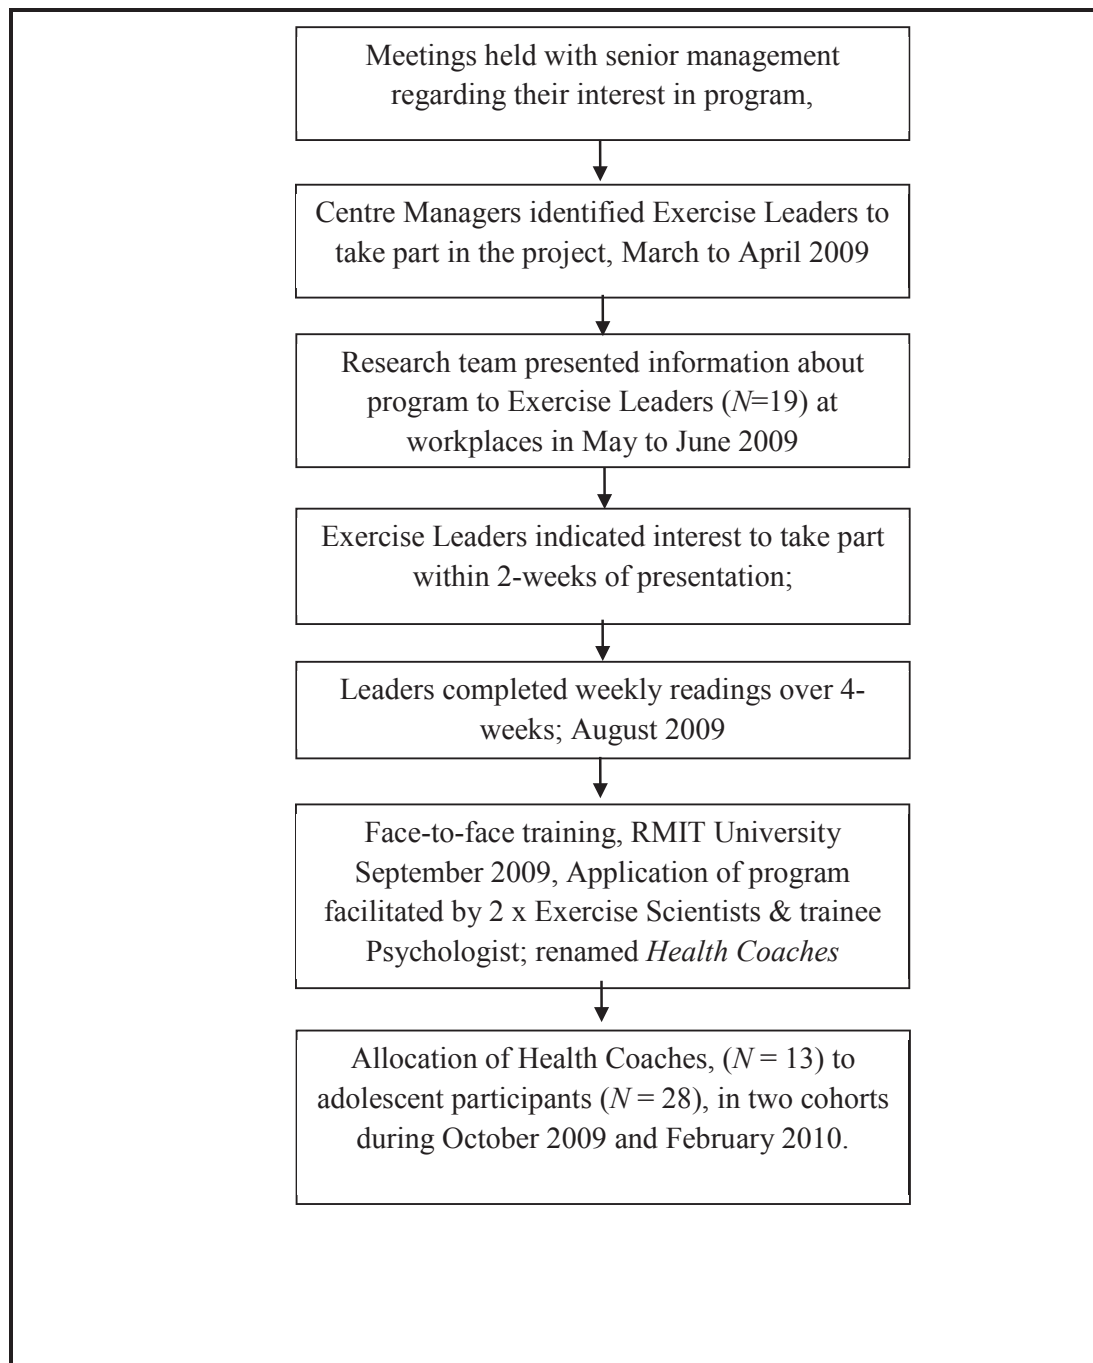 Meetings held with senior management
regarding their interest in program,
Centre Managers identified Exercise Leaders to
take part in the project, March to April 2009
Research team presented information about
program to Exercise Leaders (N=19) at
workplaces in May to June 2009
Exercise Leaders indicated interest to take part
within 2-weeks of presentation;
Leaders completed weekly readings over 4-
weeks; August 2009
Face-to-face training, RMIT University
September 2009, Application of program
facilitated by 2 x Exercise Scientists & trainee
Psychologist; renamed Health Coaches
Allocation of Health Coaches, (N = 13) to
adolescent participants (N = 28), in two cohorts
during October 2009 and February 2010.